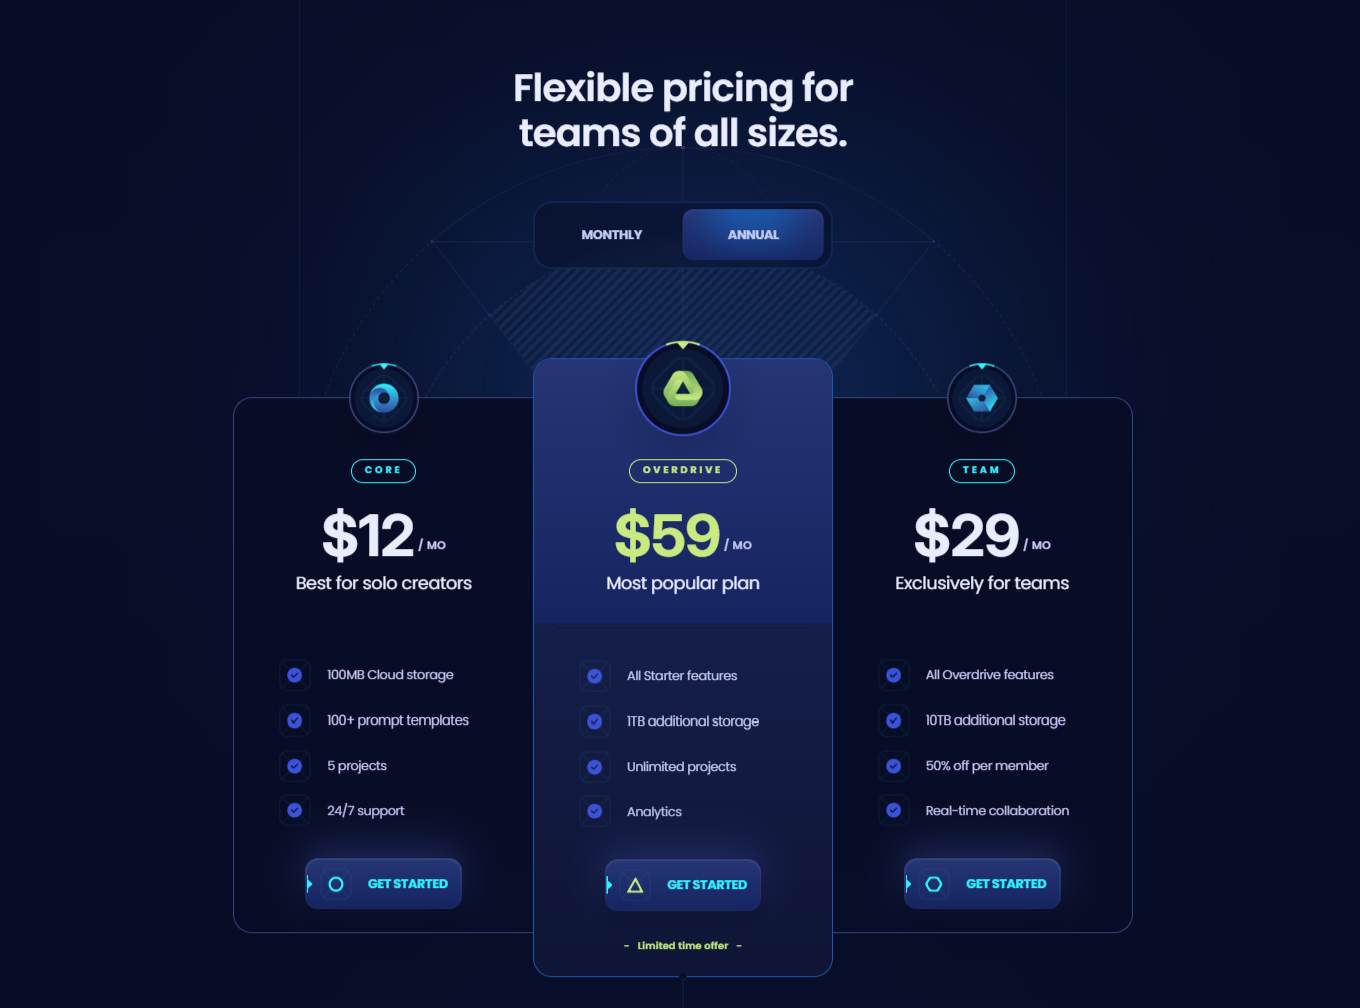 Flexible pricing for
teams of all sizes.
MONTHLY
ANNUAL
CORE
$12 / MO
Best for solo creators
100MB Cloud storage
100+ prompt templates
5 projects
24/7 support
GET STARTED
OVERDRIVE
$59 / MO
Most popular plan
All Starter features
1TB additional storage
Unlimited projects
Analytics
GET STARTED
- Limited time offer -
TEAM
$29 / MO
Exclusively for teams
All Overdrive features
10TB additional storage
50% off per member
Real-time collaboration
GET STARTED